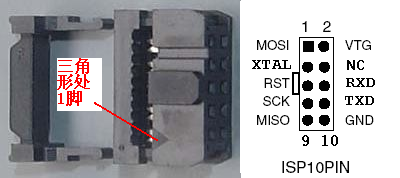 三角
形处
1脚
1 2
MOSI VTG
XTAL NC
RST RXD
SCK TXD
MISO GND
9 10
ISP10PIN